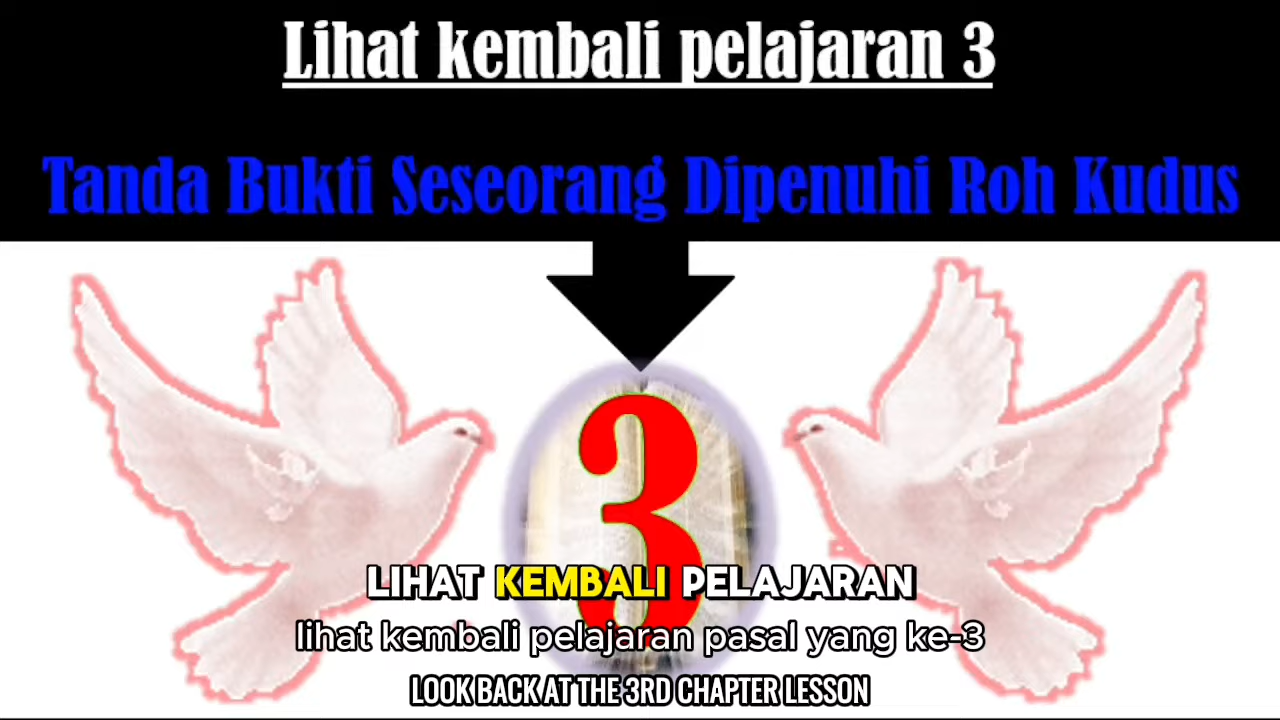 Lihat kembali pelajaran 3
Tanda Bukti Seseorang Dipenuhi Roh Kudus
3
LIHAT KEMBALI PELAJARAN
lihat kembali pelajaran pasal yang ke-3
LOOK BACK AT THE 3RD CHAPTER LESSON